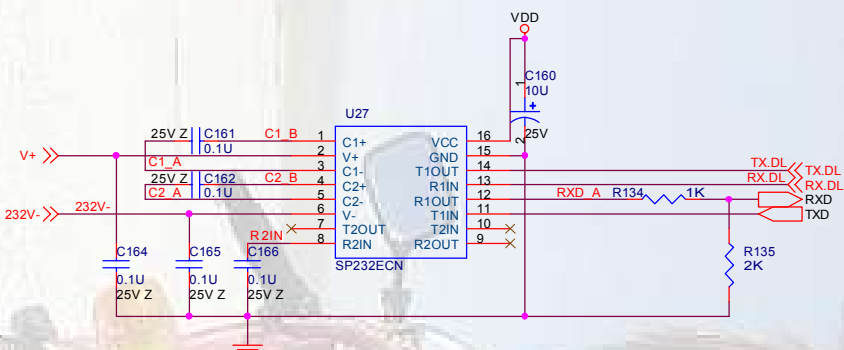 VDD
C160
10U
1
2
25V
U27
25V Z C161 C1_B 1 C1+ VCC 16
0.1U
V+ 2 V+ GND 15
C1_A 3 C1- T1OUT 14 TX.DL TX.DL
25V Z C162 C2_B 4 C2+ R1IN 13 RX.DL RX.DL
C2_A 0.1U 5 C2- R1OUT 12 RXD_A R134 1K RXD
232V- 232V- 6 V- T1IN 11 TXD
7 T2OUT T2IN 10
R2IN 8 R2IN R2OUT 9
SP232ECN
C164 C165 C166
0.1U 0.1U 0.1U
25V Z 25V Z 25V Z
R135
2K